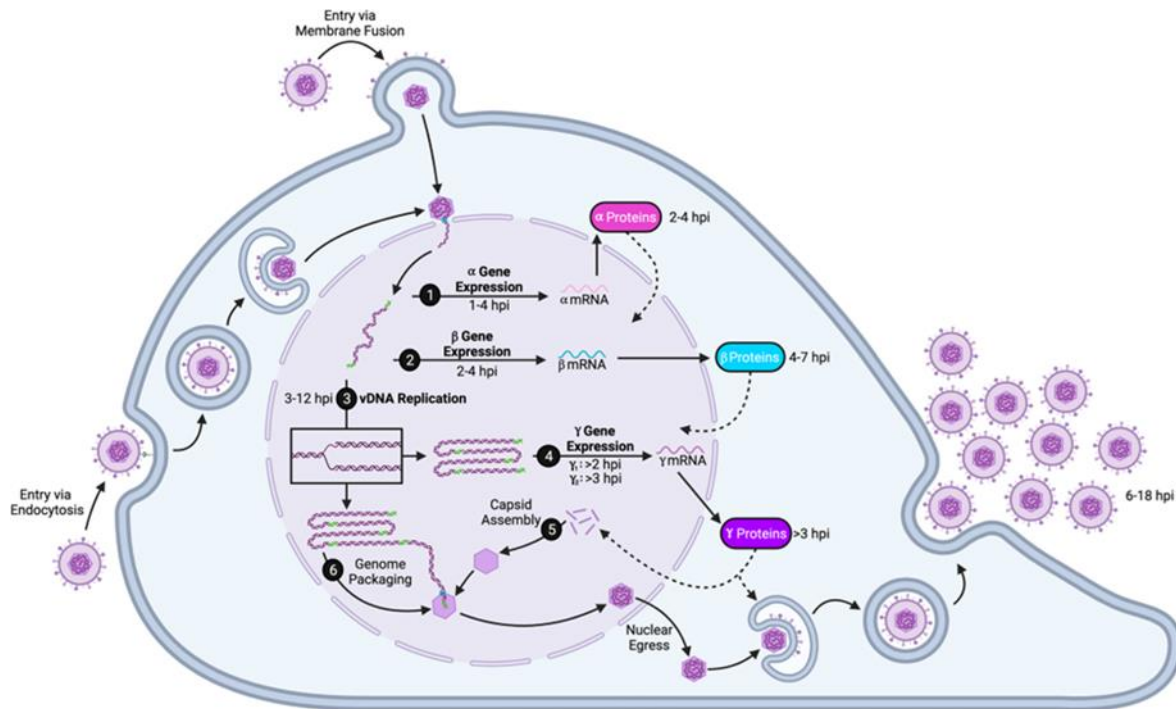 Entry via
Membrane Fusion
α Proteins
2-4 hpi
α Gene
Expression
1
1-4 hpi
α mRNA
β Gene
Expression
2
2-4 hpi
β mRNA
β Proteins
4-7 hpi
3-12 hpi
3
vDNA Replication
γ Gene
Expression
4
γ₁: >2 hpi
γ₂: >3 hpi
γ mRNA
Entry via
Endocytosis
6-18 hpi
Capsid
Assembly
5
γ Proteins
>3 hpi
6
Genome
Packaging
Nuclear
Egress